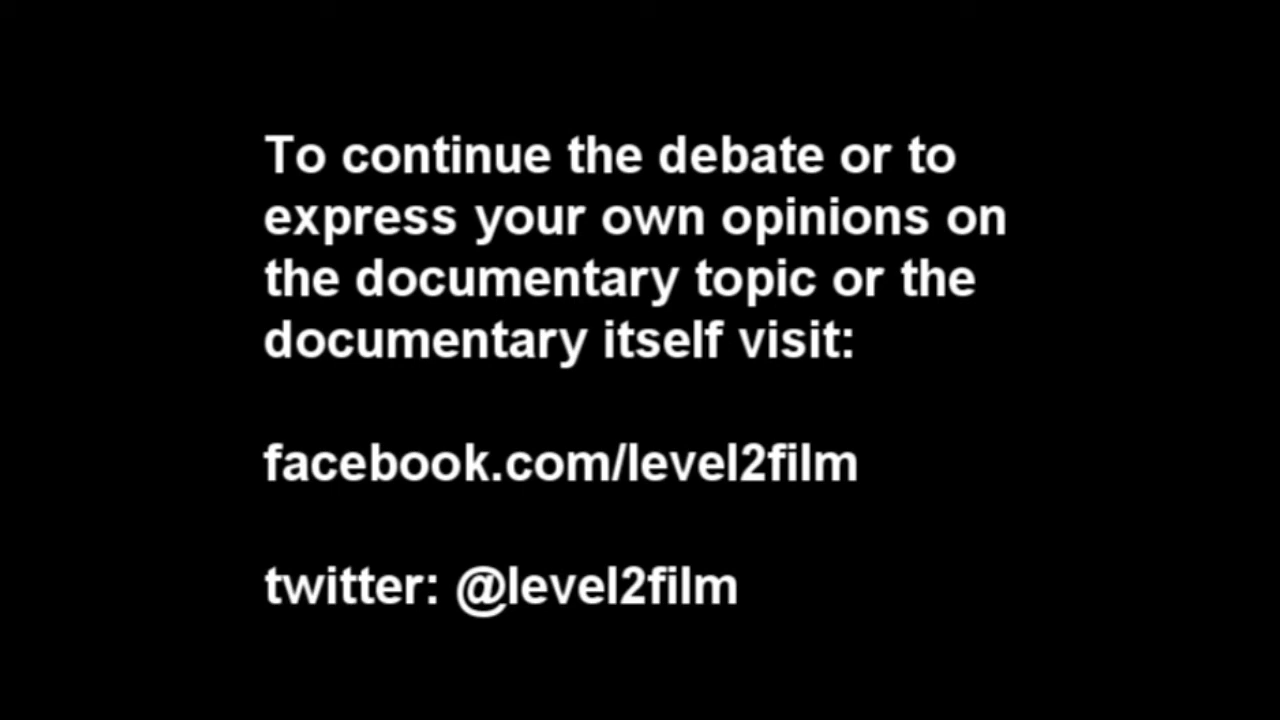 To continue the debate or to
express your own opinions on
the documentary topic or the
documentary itself visit:
facebook.com/level2film
twitter: @level2film